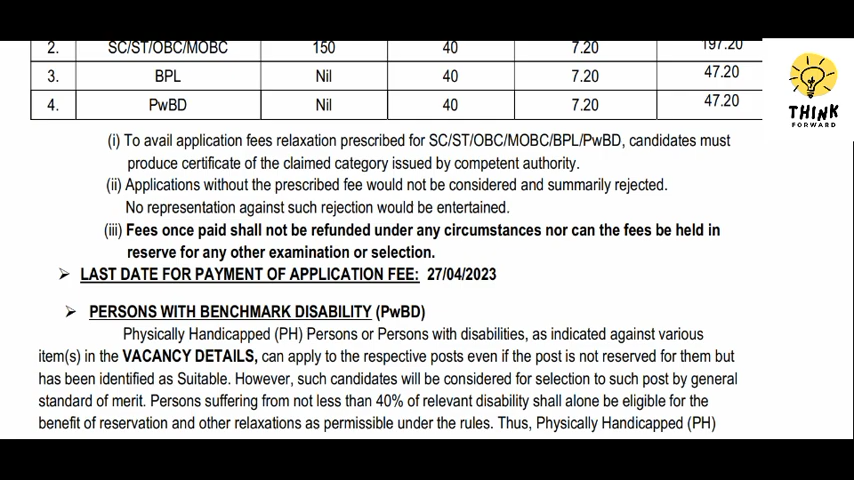 2. SC/ST/OBC/MOBC 150 40 7.20 197.20
3. BPL Nil 40 7.20 47.20
4. PwBD Nil 40 7.20 47.20
THINK
FORWARD
(i) To avail application fees relaxation prescribed for SC/ST/OBC/MOBC/BPL/PwBD, candidates must
produce certificate of the claimed category issued by competent authority.
(ii) Applications without the prescribed fee would not be considered and summarily rejected.
No representation against such rejection would be entertained.
(iii) Fees once paid shall not be refunded under any circumstances nor can the fees be held in
reserve for any other examination or selection.
➢ LAST DATE FOR PAYMENT OF APPLICATION FEE: 27/04/2023
➢ PERSONS WITH BENCHMARK DISABILITY (PwBD)
Physically Handicapped (PH) Persons or Persons with disabilities, as indicated against various
item(s) in the VACANCY DETAILS, can apply to the respective posts even if the post is not reserved for them but
has been identified as Suitable. However, such candidates will be considered for selection to such post by general
standard of merit. Persons suffering from not less than 40% of relevant disability shall alone be eligible for the
benefit of reservation and other relaxations as permissible under the rules. Thus, Physically Handicapped (PH)